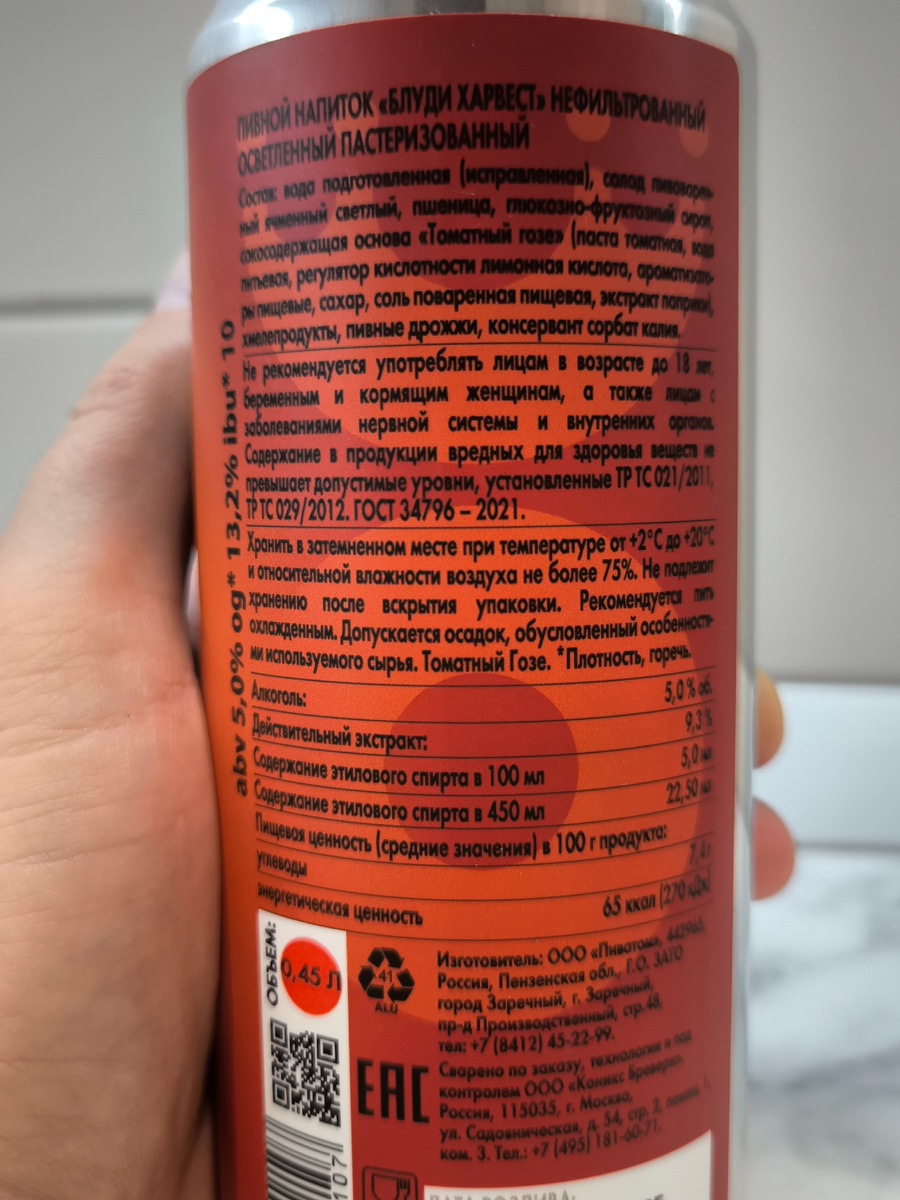 ПИВНОЙ НАПИТОК «БЛУДИ ХАРВЕСТ» НЕФИЛЬТРОВАННЫЙ
ОСВЕТЛЕННЫЙ ПАСТЕРИЗОВАННЫЙ
Состав: вода подготовленная (исправленная), солод пивоварен-
ный ячменный светлый, пшеница, глюкозно-фруктозный сироп,
сокосодержащая основа «Томатный гозе» (паста томатная, вода
питьевая, регулятор кислотности лимонная кислота, ароматизато-
ры пищевые, сахар, соль поваренная пищевая, экстракт паприки),
хмелепродукты, пивные дрожжи, консервант сорбат калия.
Не рекомендуется употреблять лицам в возрасте до 18 лет,
беременным и кормящим женщинам, а также лицам с
заболеваниями нервной системы и внутренних органов.
Содержание в продукции вредных для здоровья веществ не
превышает допустимые уровни, установленные ТР ТС 021/2011,
ТР ТС 029/2012. ГОСТ 34796 – 2021.
Хранить в затемненном месте при температуре от +2°С до +20°С
и относительной влажности воздуха не более 75%. Не подлежит
хранению после вскрытия упаковки. Рекомендуется пить
охлажденным. Допускается осадок, обусловленный особенностя-
ми используемого сырья. Томатный Гозе. *Плотность, горечь.
abv 5,0% og* 13,2% ibu* 10
Алкоголь: 5,0 % об.
Действительный экстракт: 9,3 %
Содержание этилового спирта в 100 мл 5,0 мл
Содержание этилового спирта в 450 мл 22,50 мл
Пищевая ценность (средние значения) в 100 г продукта:
углеводы 7,4 г
энергетическая ценность 65 ккал (270 кДж)
ОБЪЕМ:
0,45 Л
41
ALU
EAC
Изготовитель: ООО «Пивотом», 442965,
Россия, Пензенская обл., Г.О. ЗАТО
город Заречный, г. Заречный,
пр-д Производственный, стр.48,
тел: +7 (8412) 45-22-99.
Сварено по заказу, технологии и под
контролем ООО «Коникс Бревери».
Россия, 115035, г. Москва,
ул. Садовническая, д. 54, стр. 2, 1,
ком. 3. Тел.: +7 (495) 181-60-71.
107
ДАТА РОЗЛИВА: